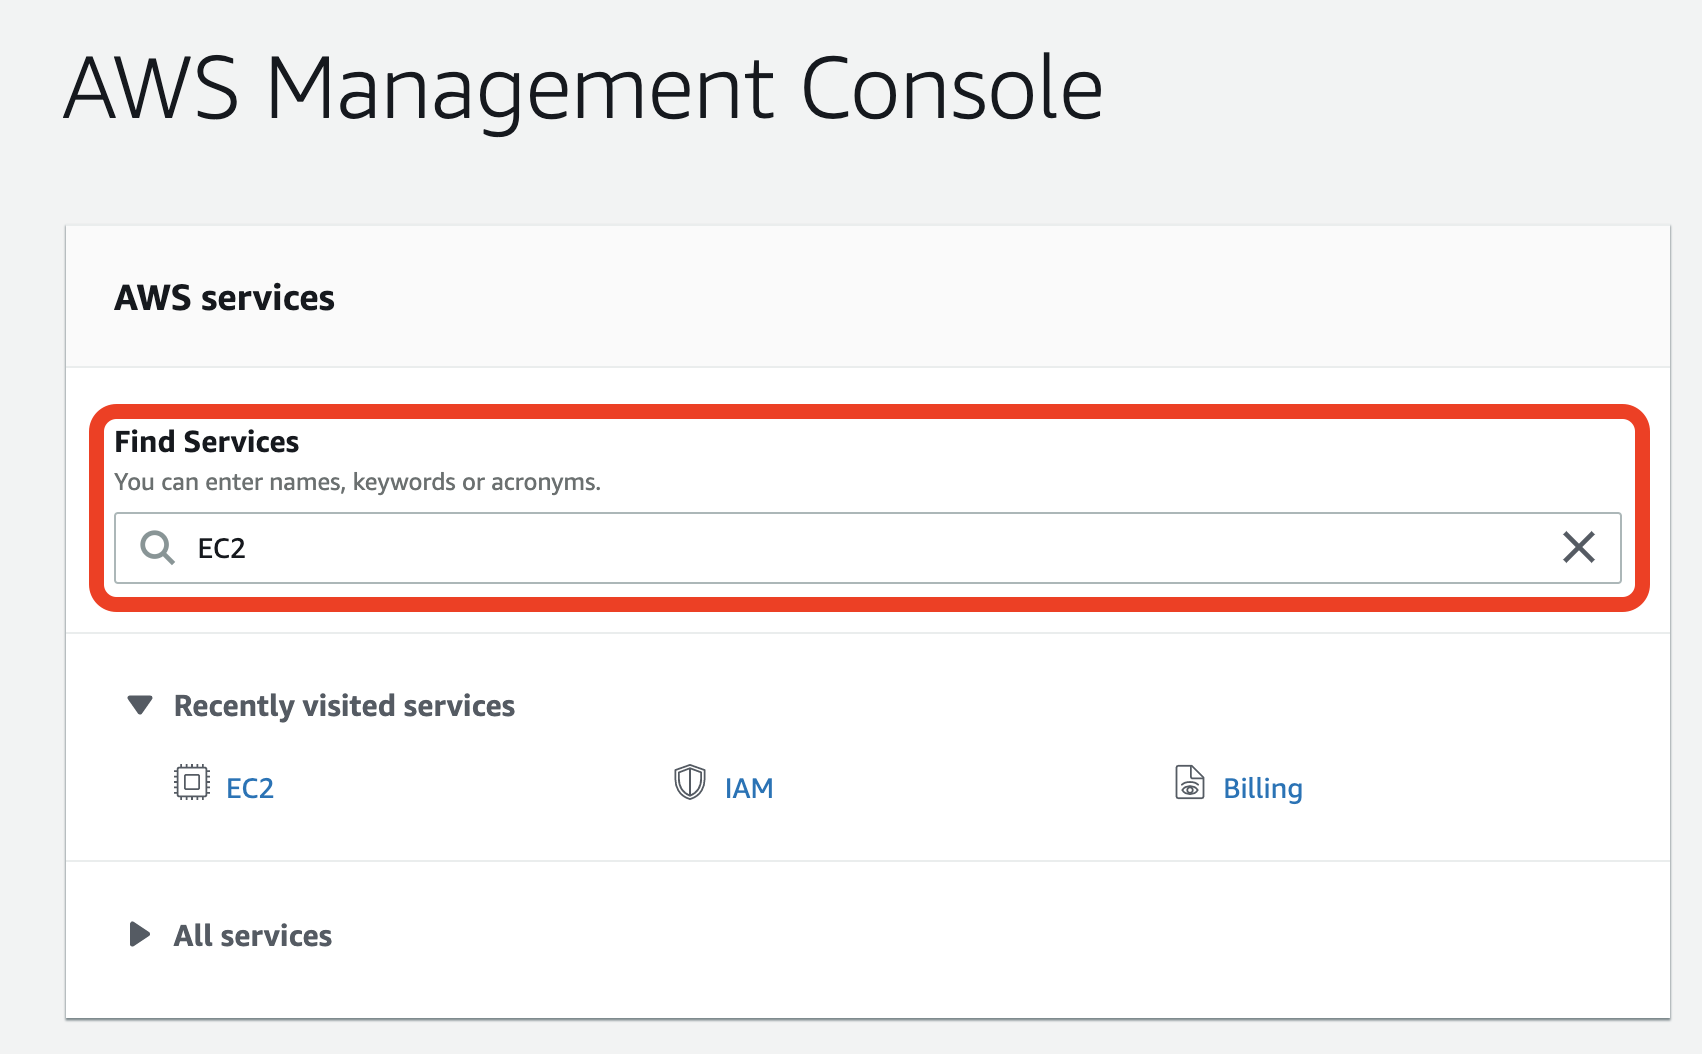 AWS Management Console
AWS services
Find Services
You can enter names, keywords or acronyms.
EC2
Recently visited services
EC2
IAM
Billing
All services